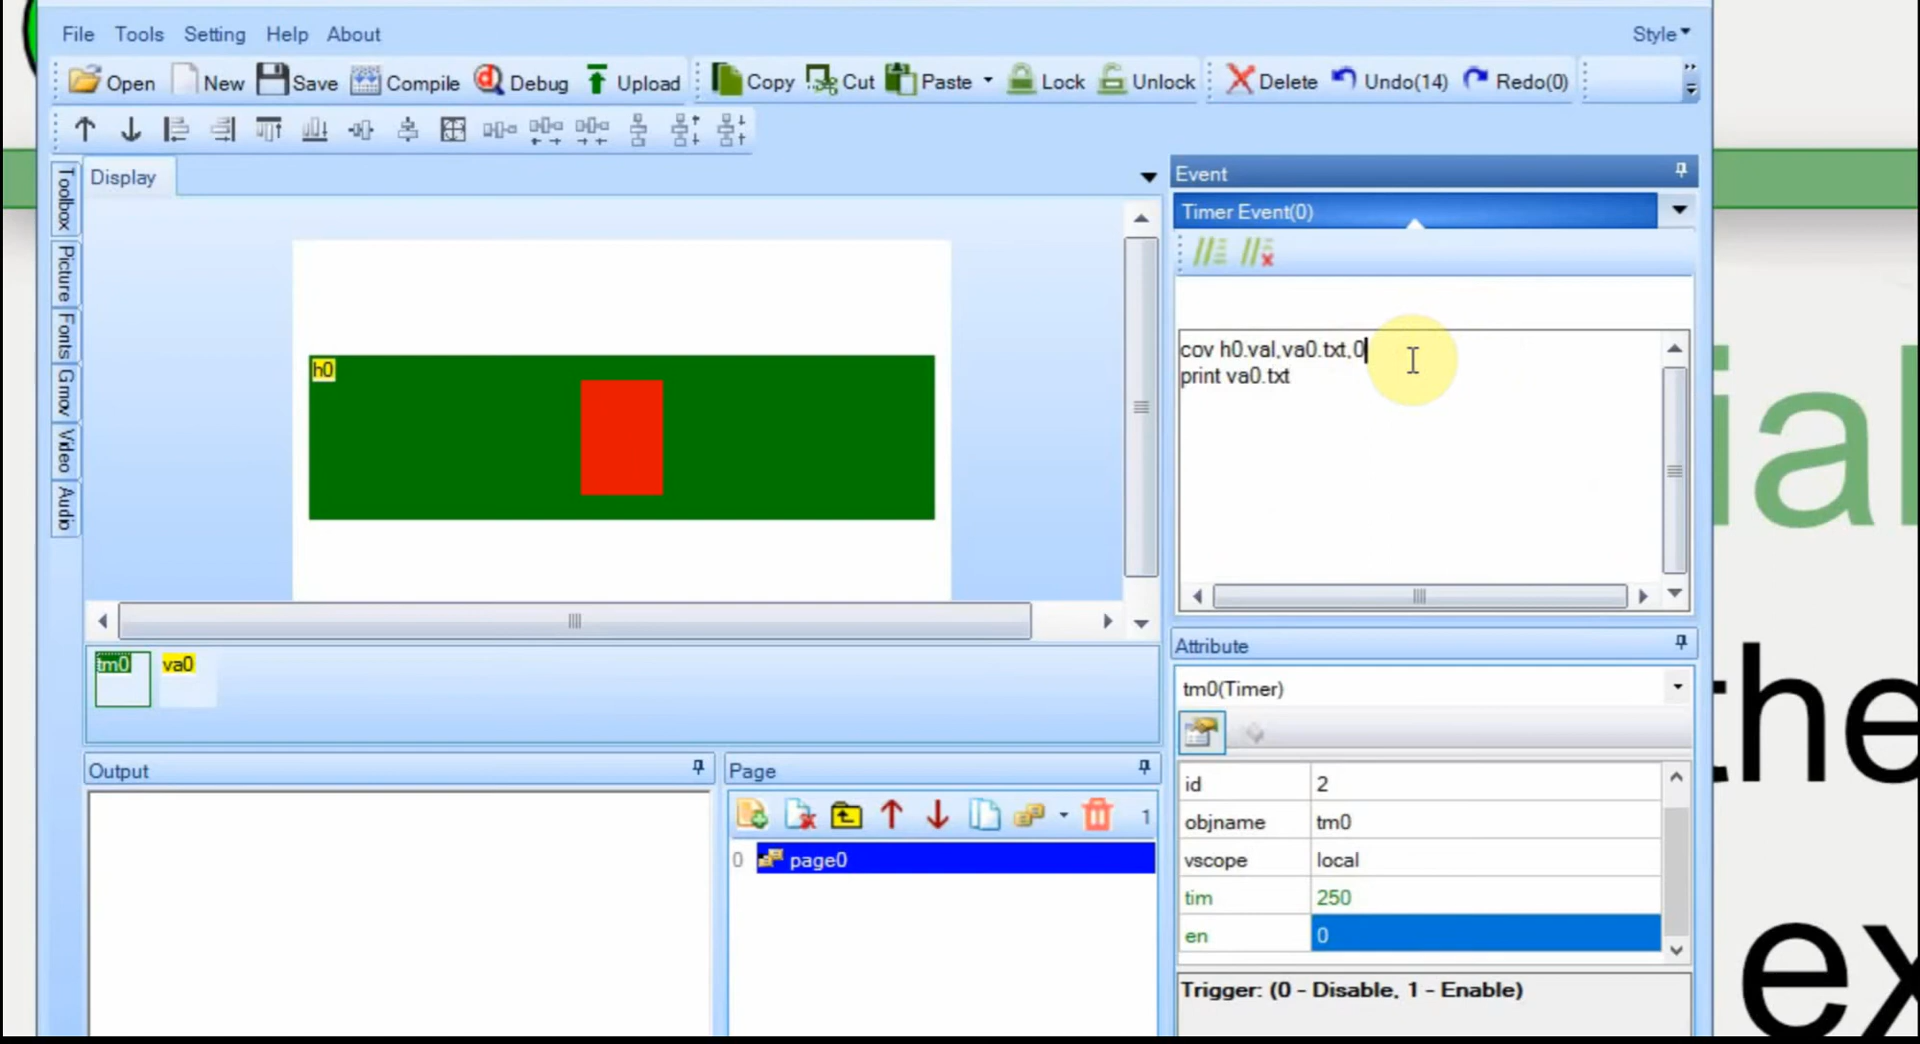 File Tools Setting Help About Style
Open New Save Compile Debug Upload Copy Cut Paste Lock Unlock Delete Undo(14) Redo(0)
Toolbox
Picture
Fonts
Gmov
Video
Audio
Display
h0
tm0 va0
Event
Timer Event(0)
cov h0.val,va0.txt,0
print va0.txt
Attribute
tm0(Timer)
id 2
objname tm0
vscope local
tim 250
en 0
Trigger: (0 - Disable, 1 - Enable)
Output
Page
1
0 page0
ial
the
ex